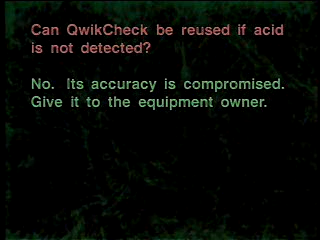 Can QwikCheck be reused if acid
is not detected?
No. Its accuracy is compromised.
Give it to the equipment owner.